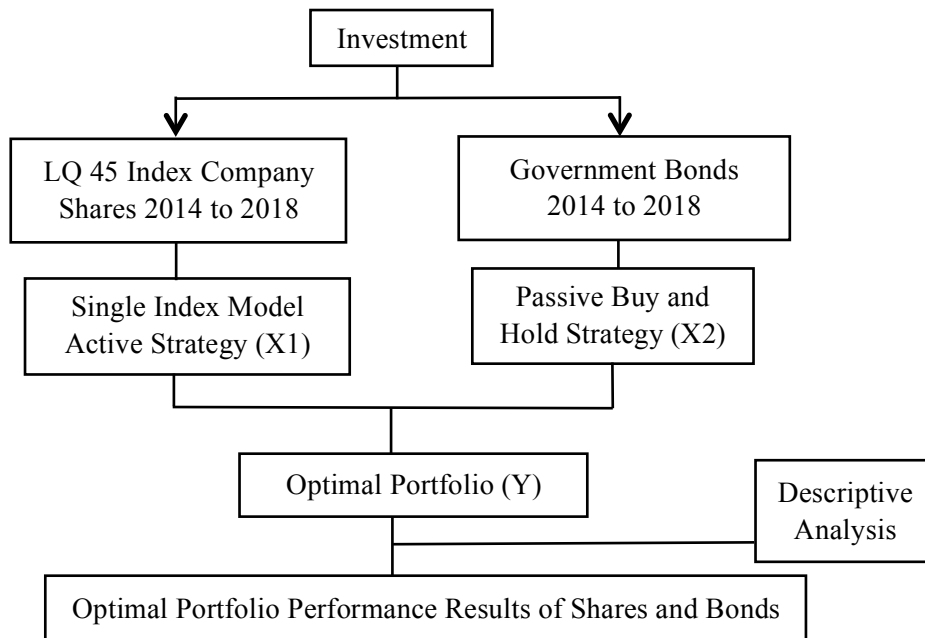 Investment
LQ 45 Index Company
Shares 2014 to 2018
Government Bonds
2014 to 2018
Single Index Model
Active Strategy (X1)
Passive Buy and
Hold Strategy (X2)
Optimal Portfolio (Y)
Descriptive
Analysis
Optimal Portfolio Performance Results of Shares and Bonds